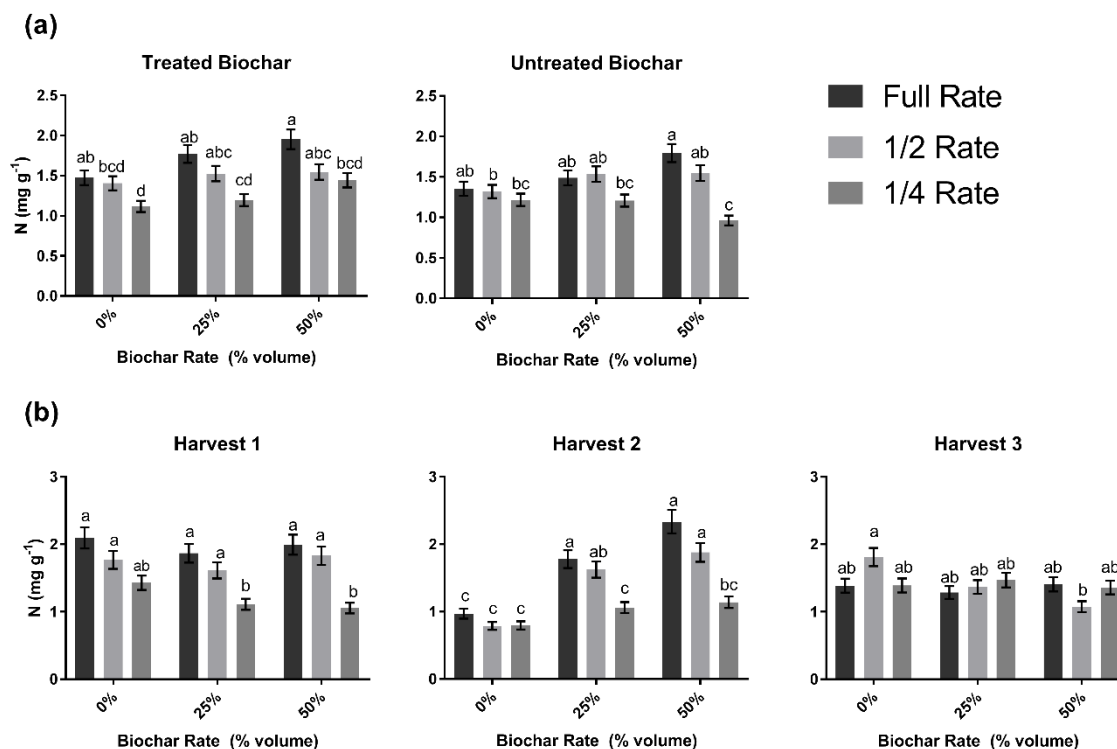 (a)
Treated Biochar
Untreated Biochar
Full Rate
1/2 Rate
1/4 Rate
N (mg g-1)
2.5
2.0
1.5
1.0
0.5
0.0
ab
bcd
d
ab
abc
cd
a
abc
bcd
0%
25%
50%
Biochar Rate (% volume)
2.5
2.0
1.5
1.0
0.5
0.0
ab
b
bc
ab
ab
bc
a
ab
c
0%
25%
50%
Biochar Rate (% volume)
(b)
Harvest 1
Harvest 2
Harvest 3
N (mg g-1)
3
2
1
0
a
a
ab
a
a
b
a
a
b
0%
25%
50%
Biochar Rate (% volume)
3
2
1
0
c
c
c
a
ab
c
a
a
bc
0%
25%
50%
Biochar Rate (% volume)
3
2
1
0
ab
a
ab
ab
ab
ab
ab
b
ab
0%
25%
50%
Biochar Rate (% volume)